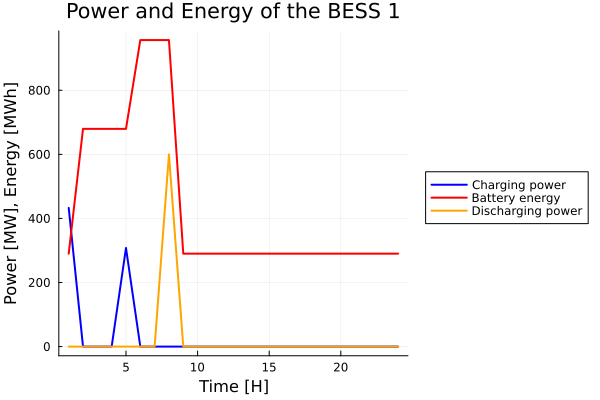 Power and Energy of the BESS 1
Power [MW], Energy [MWh]
800
600
400
200
0
5
10
15
20
Time [H]
Charging power
Battery energy
Discharging power